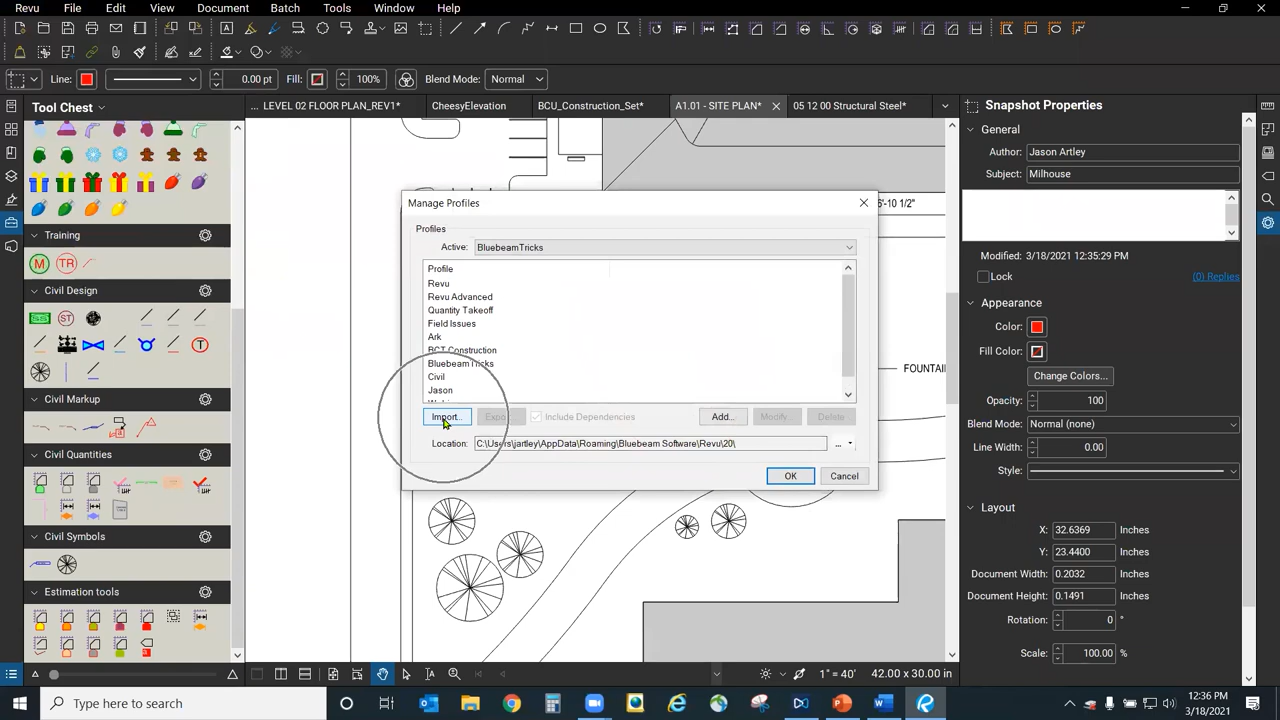 Revu File Edit View Document Batch Tools Window Help
Line: 0.00 pt Fill: 100% Blend Mode: Normal
Tool Chest
... LEVEL 02 FLOOR PLAN_REV1* CheesyElevation BCU_Construction_Set* A1.01 - SITE PLAN* 05 12 00 Structural Steel*
Training
M TR
Civil Design
ST
T
Civil Markup
Civil Quantities
Civil Symbols
Estimation tools
6'-10 1/2"
FOUNTAI
Manage Profiles
Profiles
Active: BluebeamTricks
Profile
Revu
Revu Advanced
Quantity Takeoff
Field Issues
Ark
BCT Construction
BluebeamTricks
Civil
Jason
Import... Export Include Dependencies Add... Modify Delete
Location: C:\Users\jartley\AppData\Roaming\Bluebeam Software\Revu\20\ ...
OK Cancel
Snapshot Properties
General
Author: Jason Artley
Subject: Milhouse
Modified: 3/18/2021 12:35:29 PM
Lock (0) Replies
Appearance
Color:
Fill Color:
Change Colors...
Opacity: 100
Blend Mode: Normal (none)
Line Width: 0.00
Style:
Layout
X: 32.6369 Inches
Y: 23.4400 Inches
Document Width: 0.2032 Inches
Document Height: 0.1491 Inches
Rotation: 0 °
Scale: 100.00 %
1" = 40' 42.00 x 30.00 in
Type here to search
12:36 PM
3/18/2021